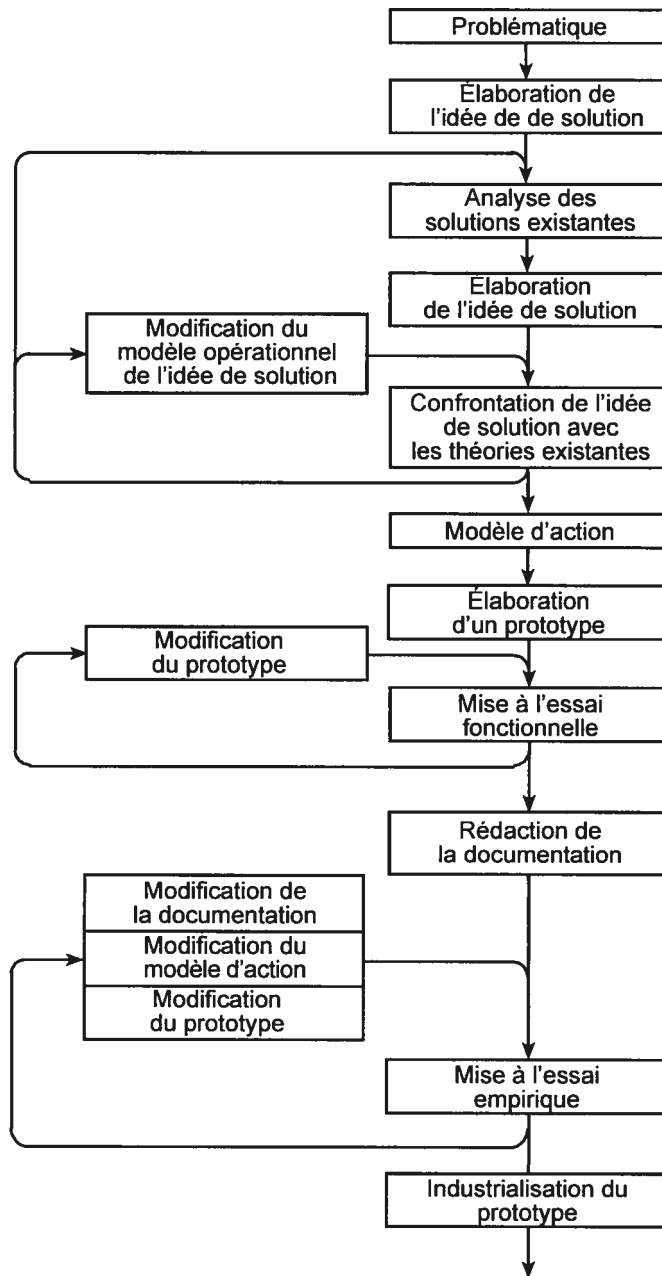 Problématique
Élaboration de
l'idée de de solution
Analyse des
solutions existantes
Élaboration
de l'idée de solution
Modification du
modèle opérationnel
de l'idée de solution
Confrontation de l'idée
de solution avec
les théories existantes
Modèle d'action
Élaboration
d'un prototype
Modification
du prototype
Mise à l'essai
fonctionnelle
Rédaction de
la documentation
Modification de
la documentation
Modification du
modèle d'action
Modification
du prototype
Mise à l'essai
empirique
Industrialisation du
prototype